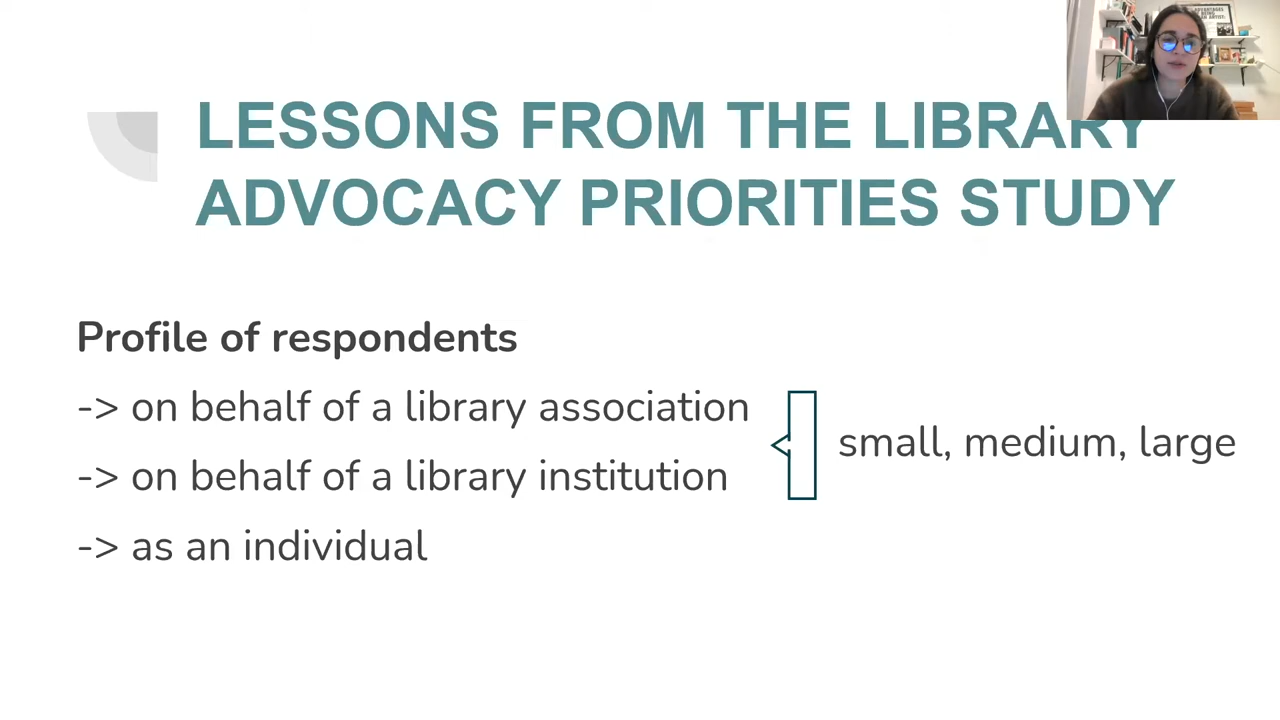 LESSONS FROM THE LIBRARY
ADVOCACY PRIORITIES STUDY
Profile of respondents
-> on behalf of a library association
-> on behalf of a library institution
small, medium, large
-> as an individual